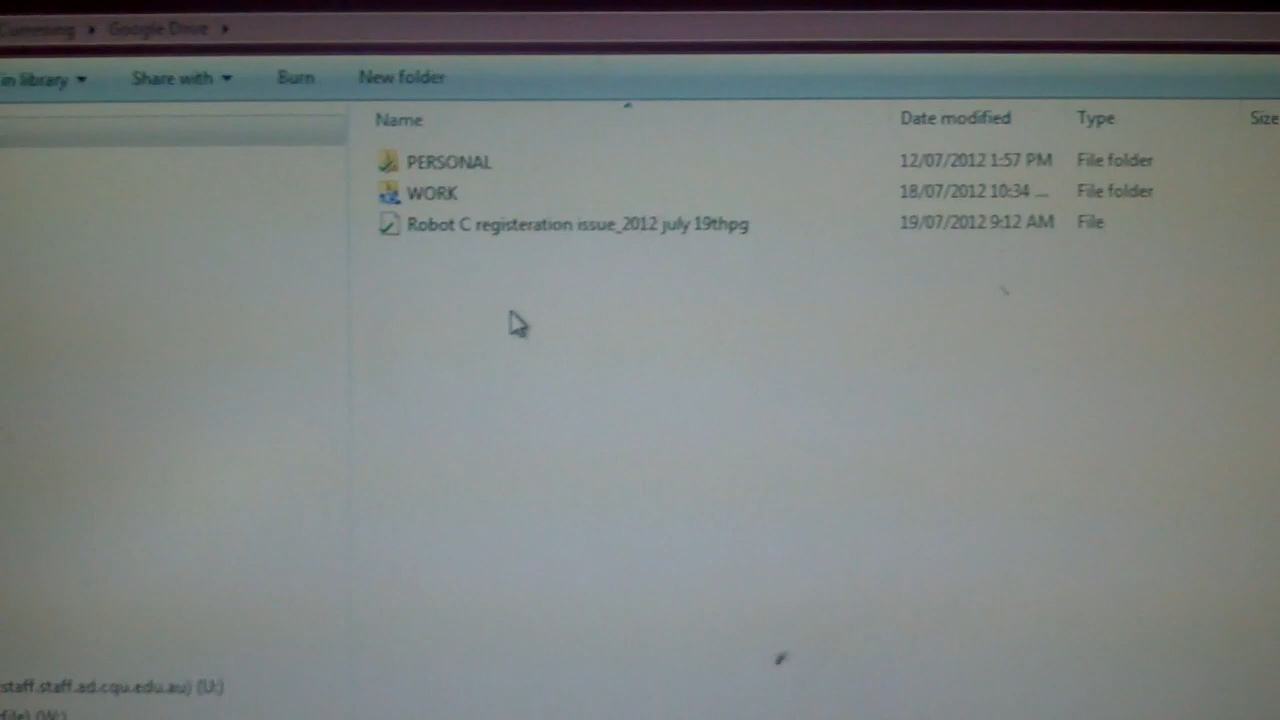 Cumming ▸ Google Drive ▸
in library ▾ Share with ▾ Burn New folder
Name Date modified Type Size
PERSONAL 12/07/2012 1:57 PM File folder
WORK 18/07/2012 10:34 ... File folder
Robot C registeration issue_2012 july 19thpg 19/07/2012 9:12 AM File
staff.staff.ad.cqu.edu.au) (U:)